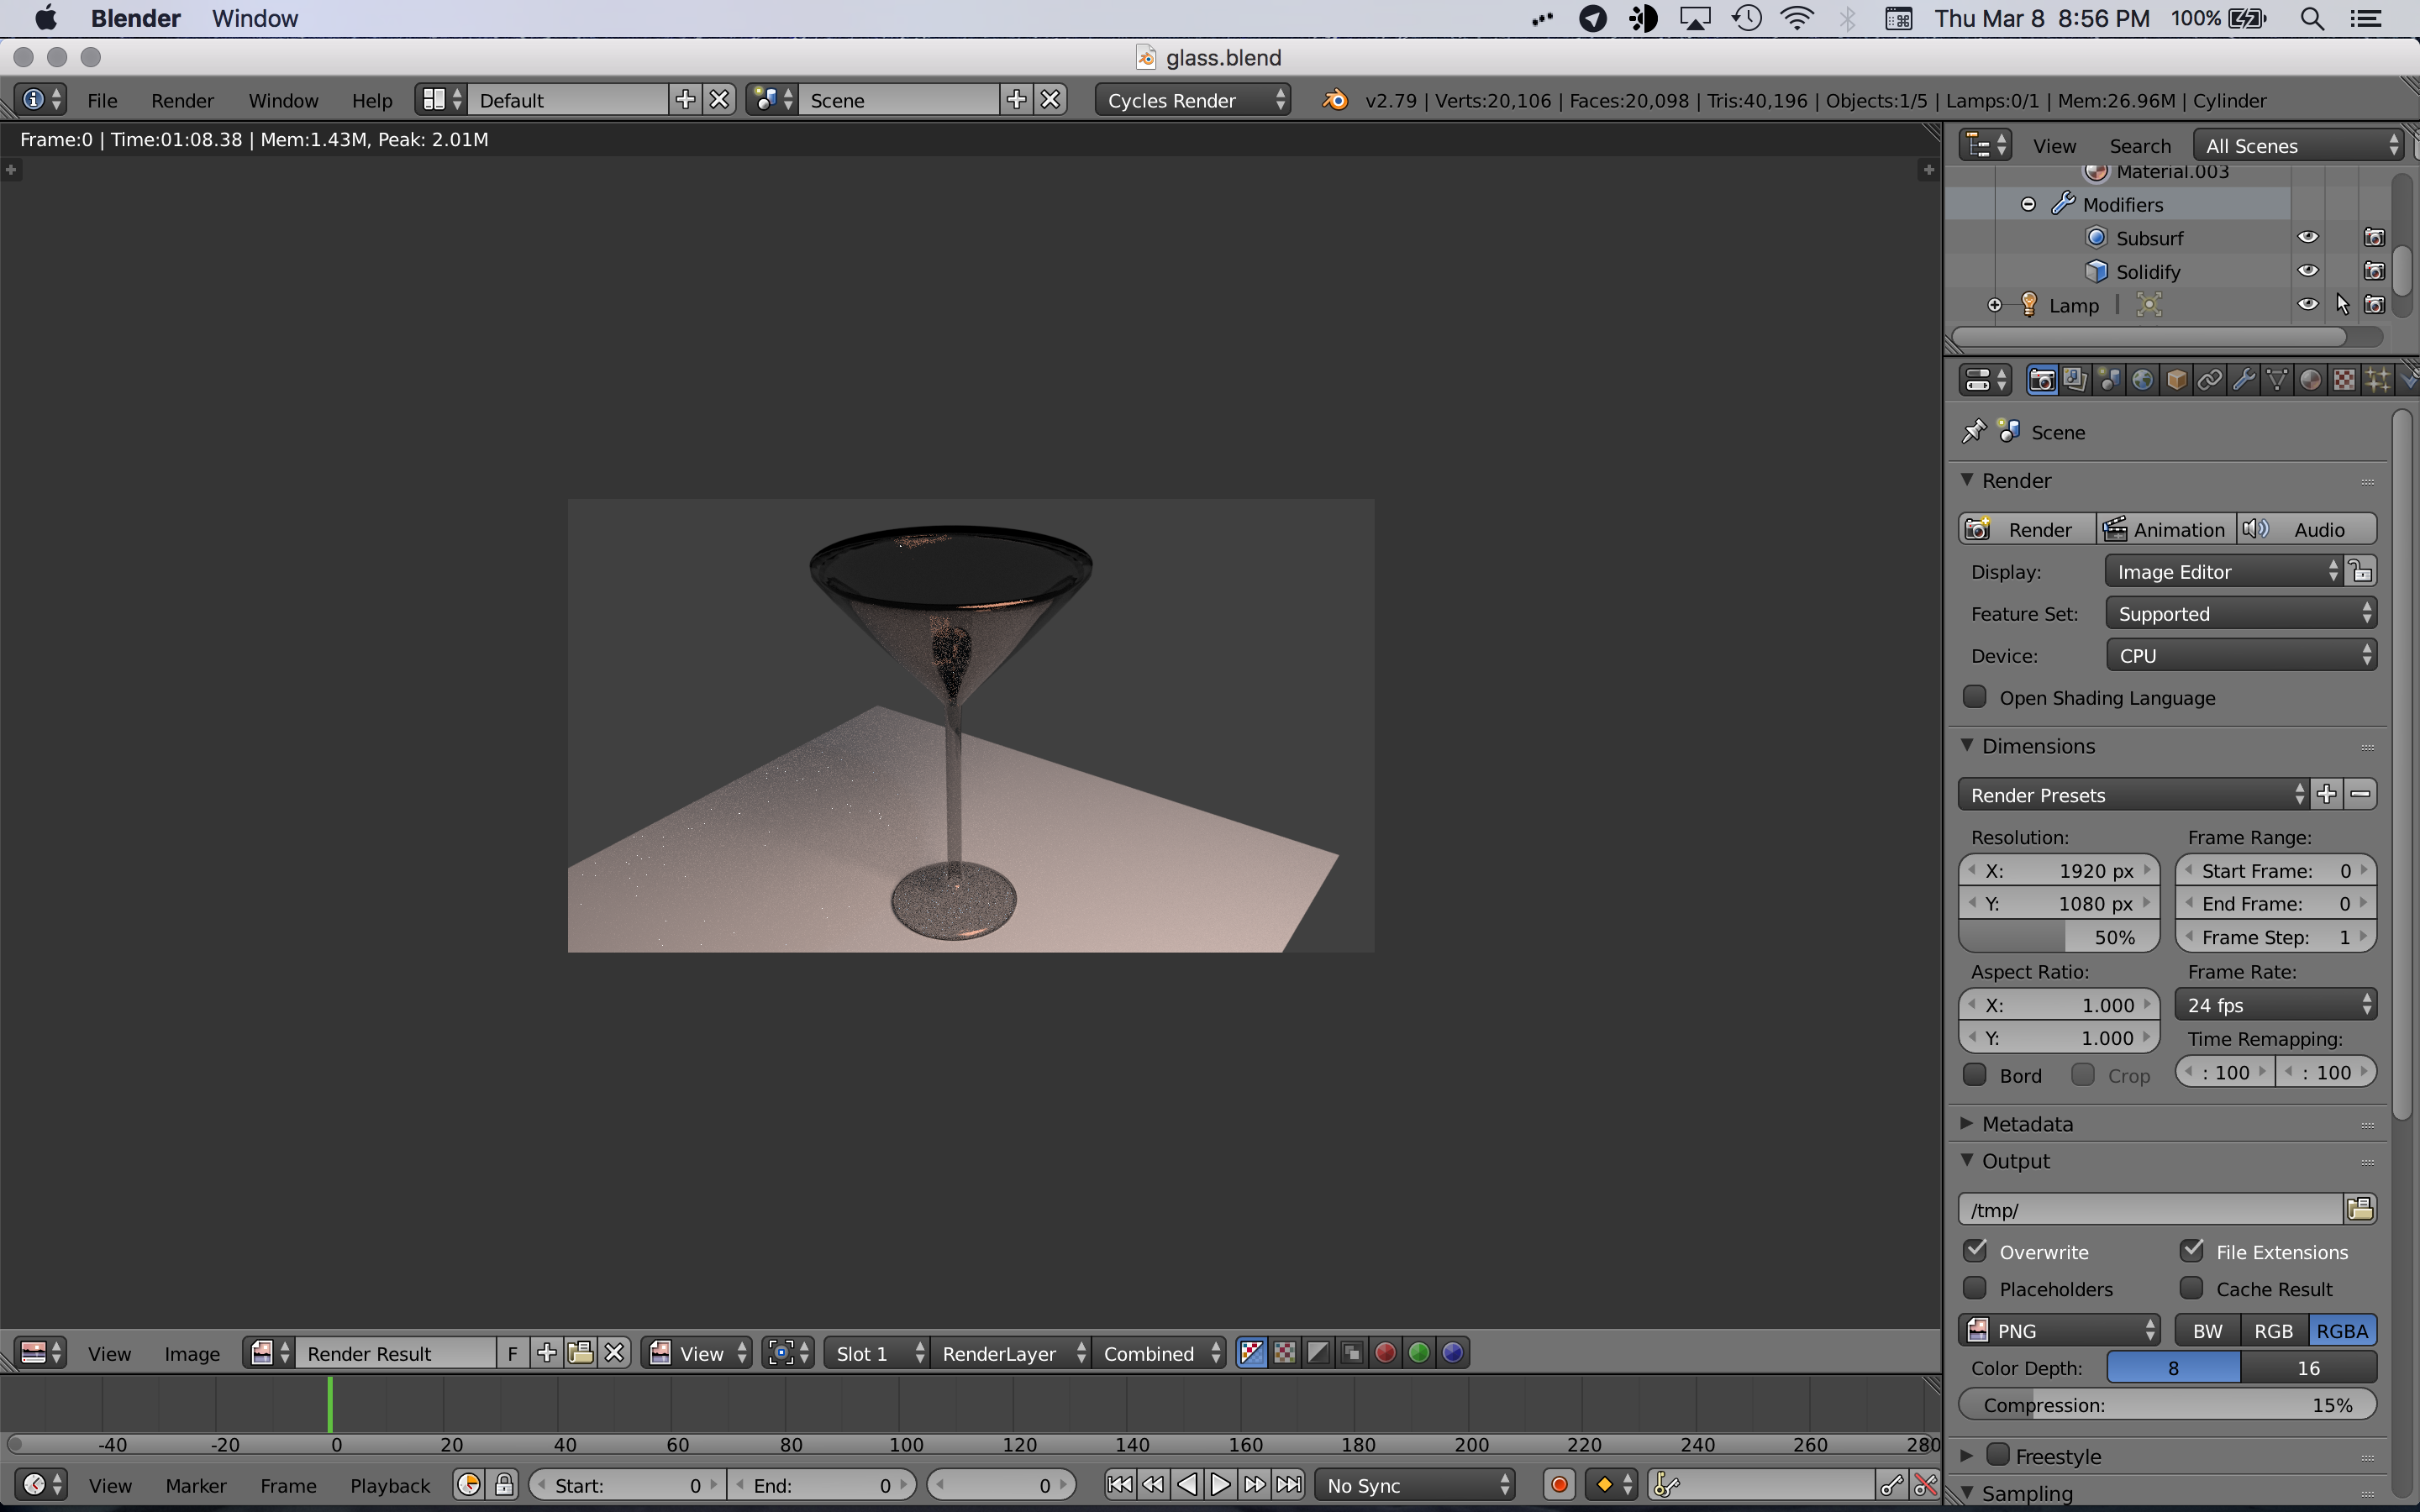 Blender Window Thu Mar 8 8:56 PM 100%
glass.blend
File Render Window Help Default Scene Cycles Render v2.79 | Verts:20,106 | Faces:20,098 | Tris:40,196 | Objects:1/5 | Lamps:0/1 | Mem:26.96M | Cylinder
Frame:0 | Time:01:08.38 | Mem:1.43M, Peak: 2.01M
View Search All Scenes
Material.003
Modifiers
Subsurf
Solidify
Lamp
Scene
Render
Render Animation Audio
Display: Image Editor
Feature Set: Supported
Device: CPU
Open Shading Language
Dimensions
Render Presets
Resolution: Frame Range:
X: 1920 px Start Frame: 0
Y: 1080 px End Frame: 0
50% Frame Step: 1
Aspect Ratio: Frame Rate:
X: 1.000 24 fps
Y: 1.000 Time Remapping:
Bord Crop : 100 : 100
Metadata
Output
/tmp/
Overwrite File Extensions
Placeholders Cache Result
PNG BW RGB RGBA
Color Depth: 8 16
Compression: 15%
Freestyle
Sampling
View Image Render Result F View Slot 1 RenderLayer Combined
-40 -20 0 20 40 60 80 100 120 140 160 180 200 220 240 260 280
View Marker Frame Playback Start: 0 End: 0 0 No Sync